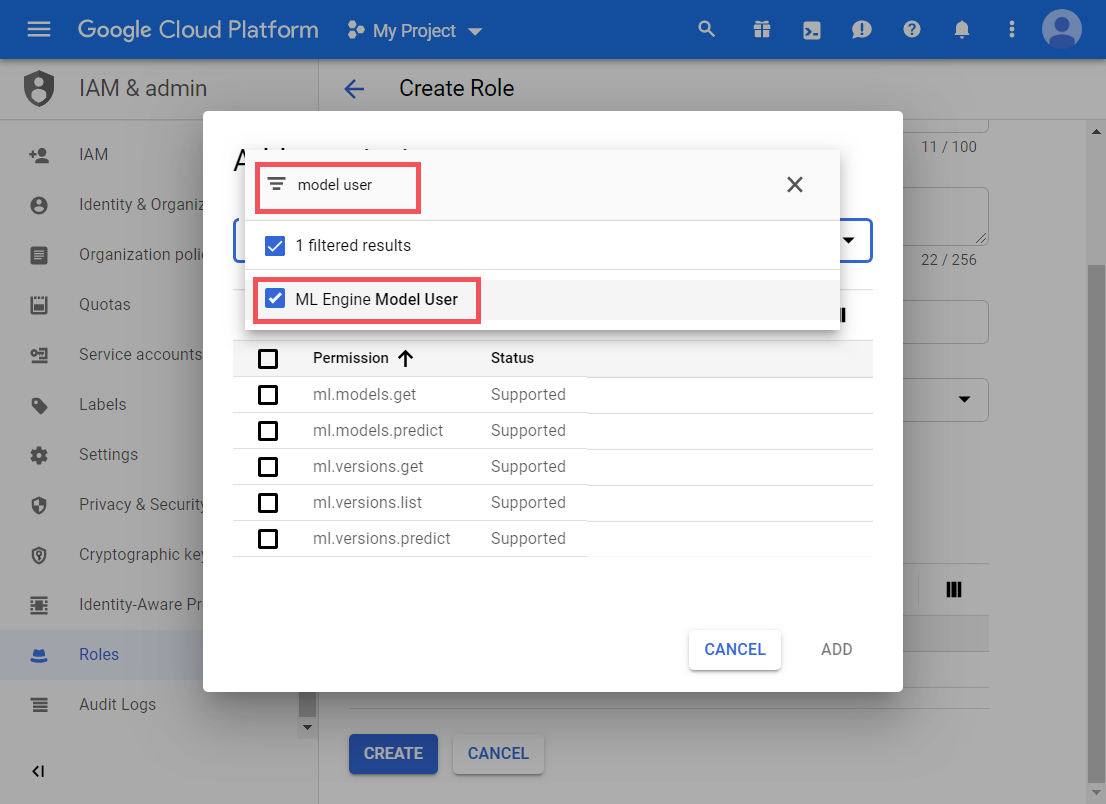 Google Cloud Platform
My Project
IAM & admin
Create Role
IAM
Identity & Organiz
Organization polic
Quotas
Service accounts
Labels
Settings
Privacy & Security
Cryptographic key
Identity-Aware Pr
Roles
Audit Logs
11 / 100
22 / 256
model user
1 filtered results
ML Engine Model User
Permission Status
ml.models.get Supported
ml.models.predict Supported
ml.versions.get Supported
ml.versions.list Supported
ml.versions.predict Supported
CANCEL ADD
CREATE CANCEL